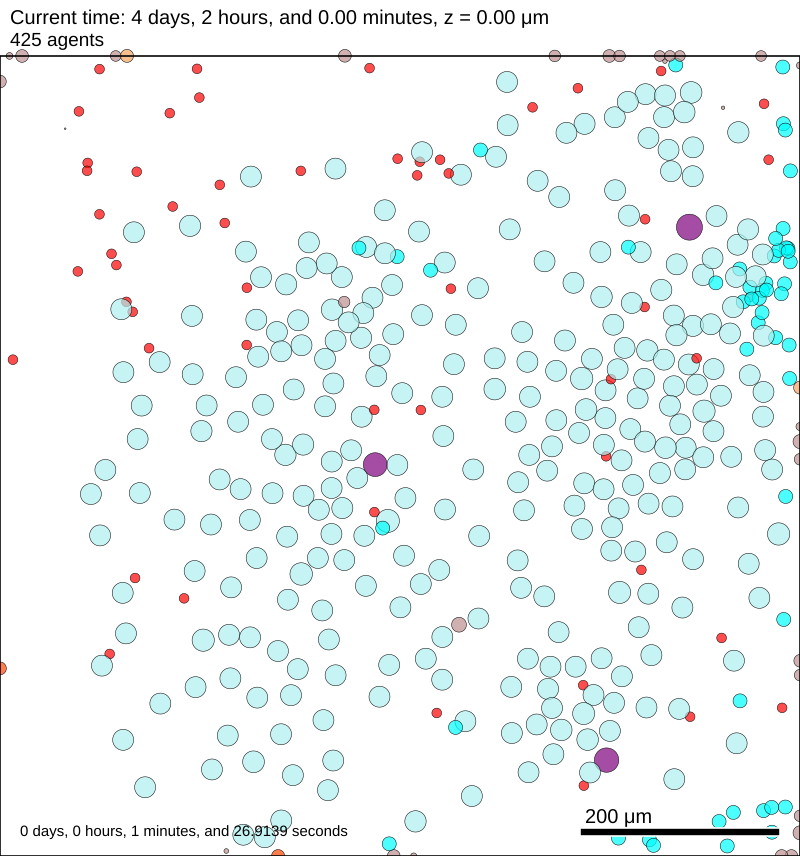 Current time: 4 days, 2 hours, and 0.00 minutes, z = 0.00 μm
425 agents
200 μm
0 days, 0 hours, 1 minutes, and 26.9139 seconds